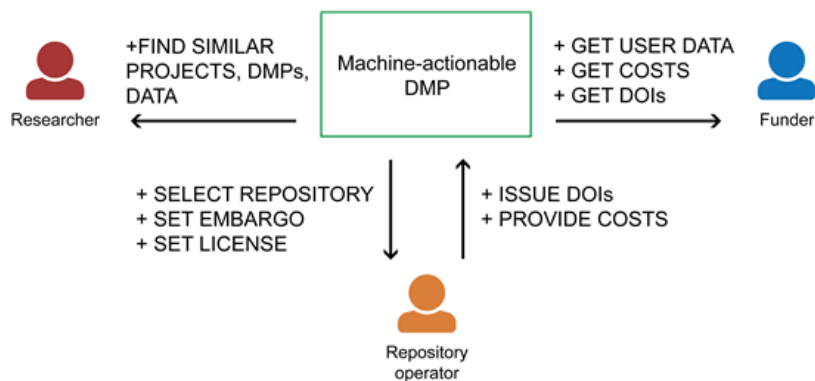 +FIND SIMILAR
PROJECTS, DMPs,
DATA
Researcher
Machine-actionable
DMP
+ GET USER DATA
+ GET COSTS
+ GET DOIs
Funder
+ SELECT REPOSITORY
+ SET EMBARGO
+ SET LICENSE
+ ISSUE DOIs
+ PROVIDE COSTS
Repository
operator